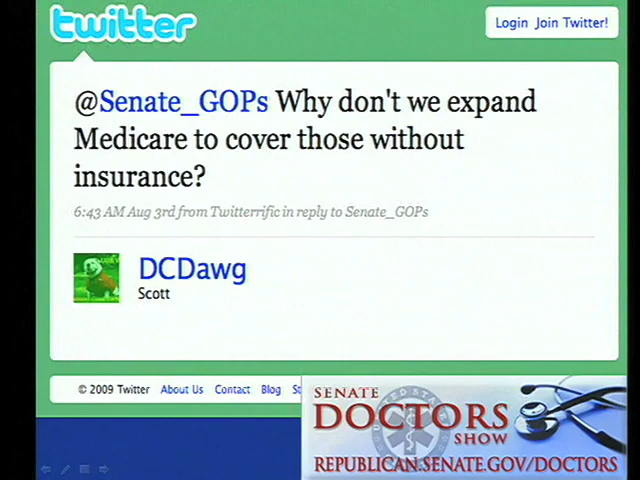 twitter
Login Join Twitter!
@Senate_GOPs Why don't we expand
Medicare to cover those without
insurance?
6:43 AM Aug 3rd from Twitterrific in reply to Senate_GOPs
DCDawg
Scott
© 2009 Twitter About Us Contact Blog St
SENATE
DOCTORS
SHOW
REPUBLICAN.SENATE.GOV/DOCTORS